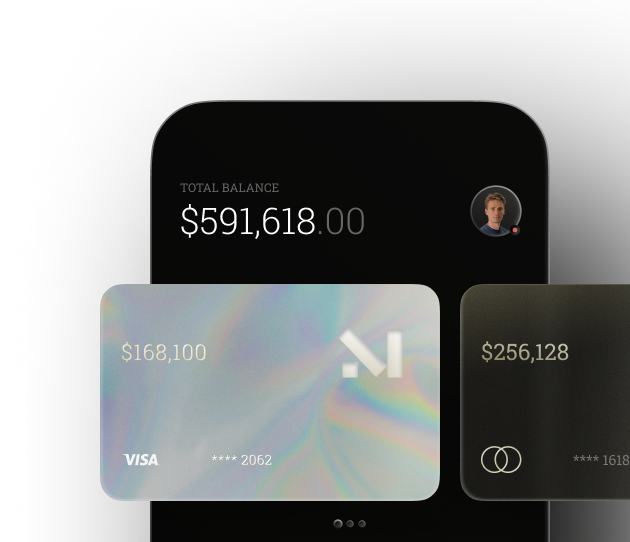 TOTAL BALANCE
$591,618.00
$168,100
VISA
**** 2062
$256,128
**** 1618